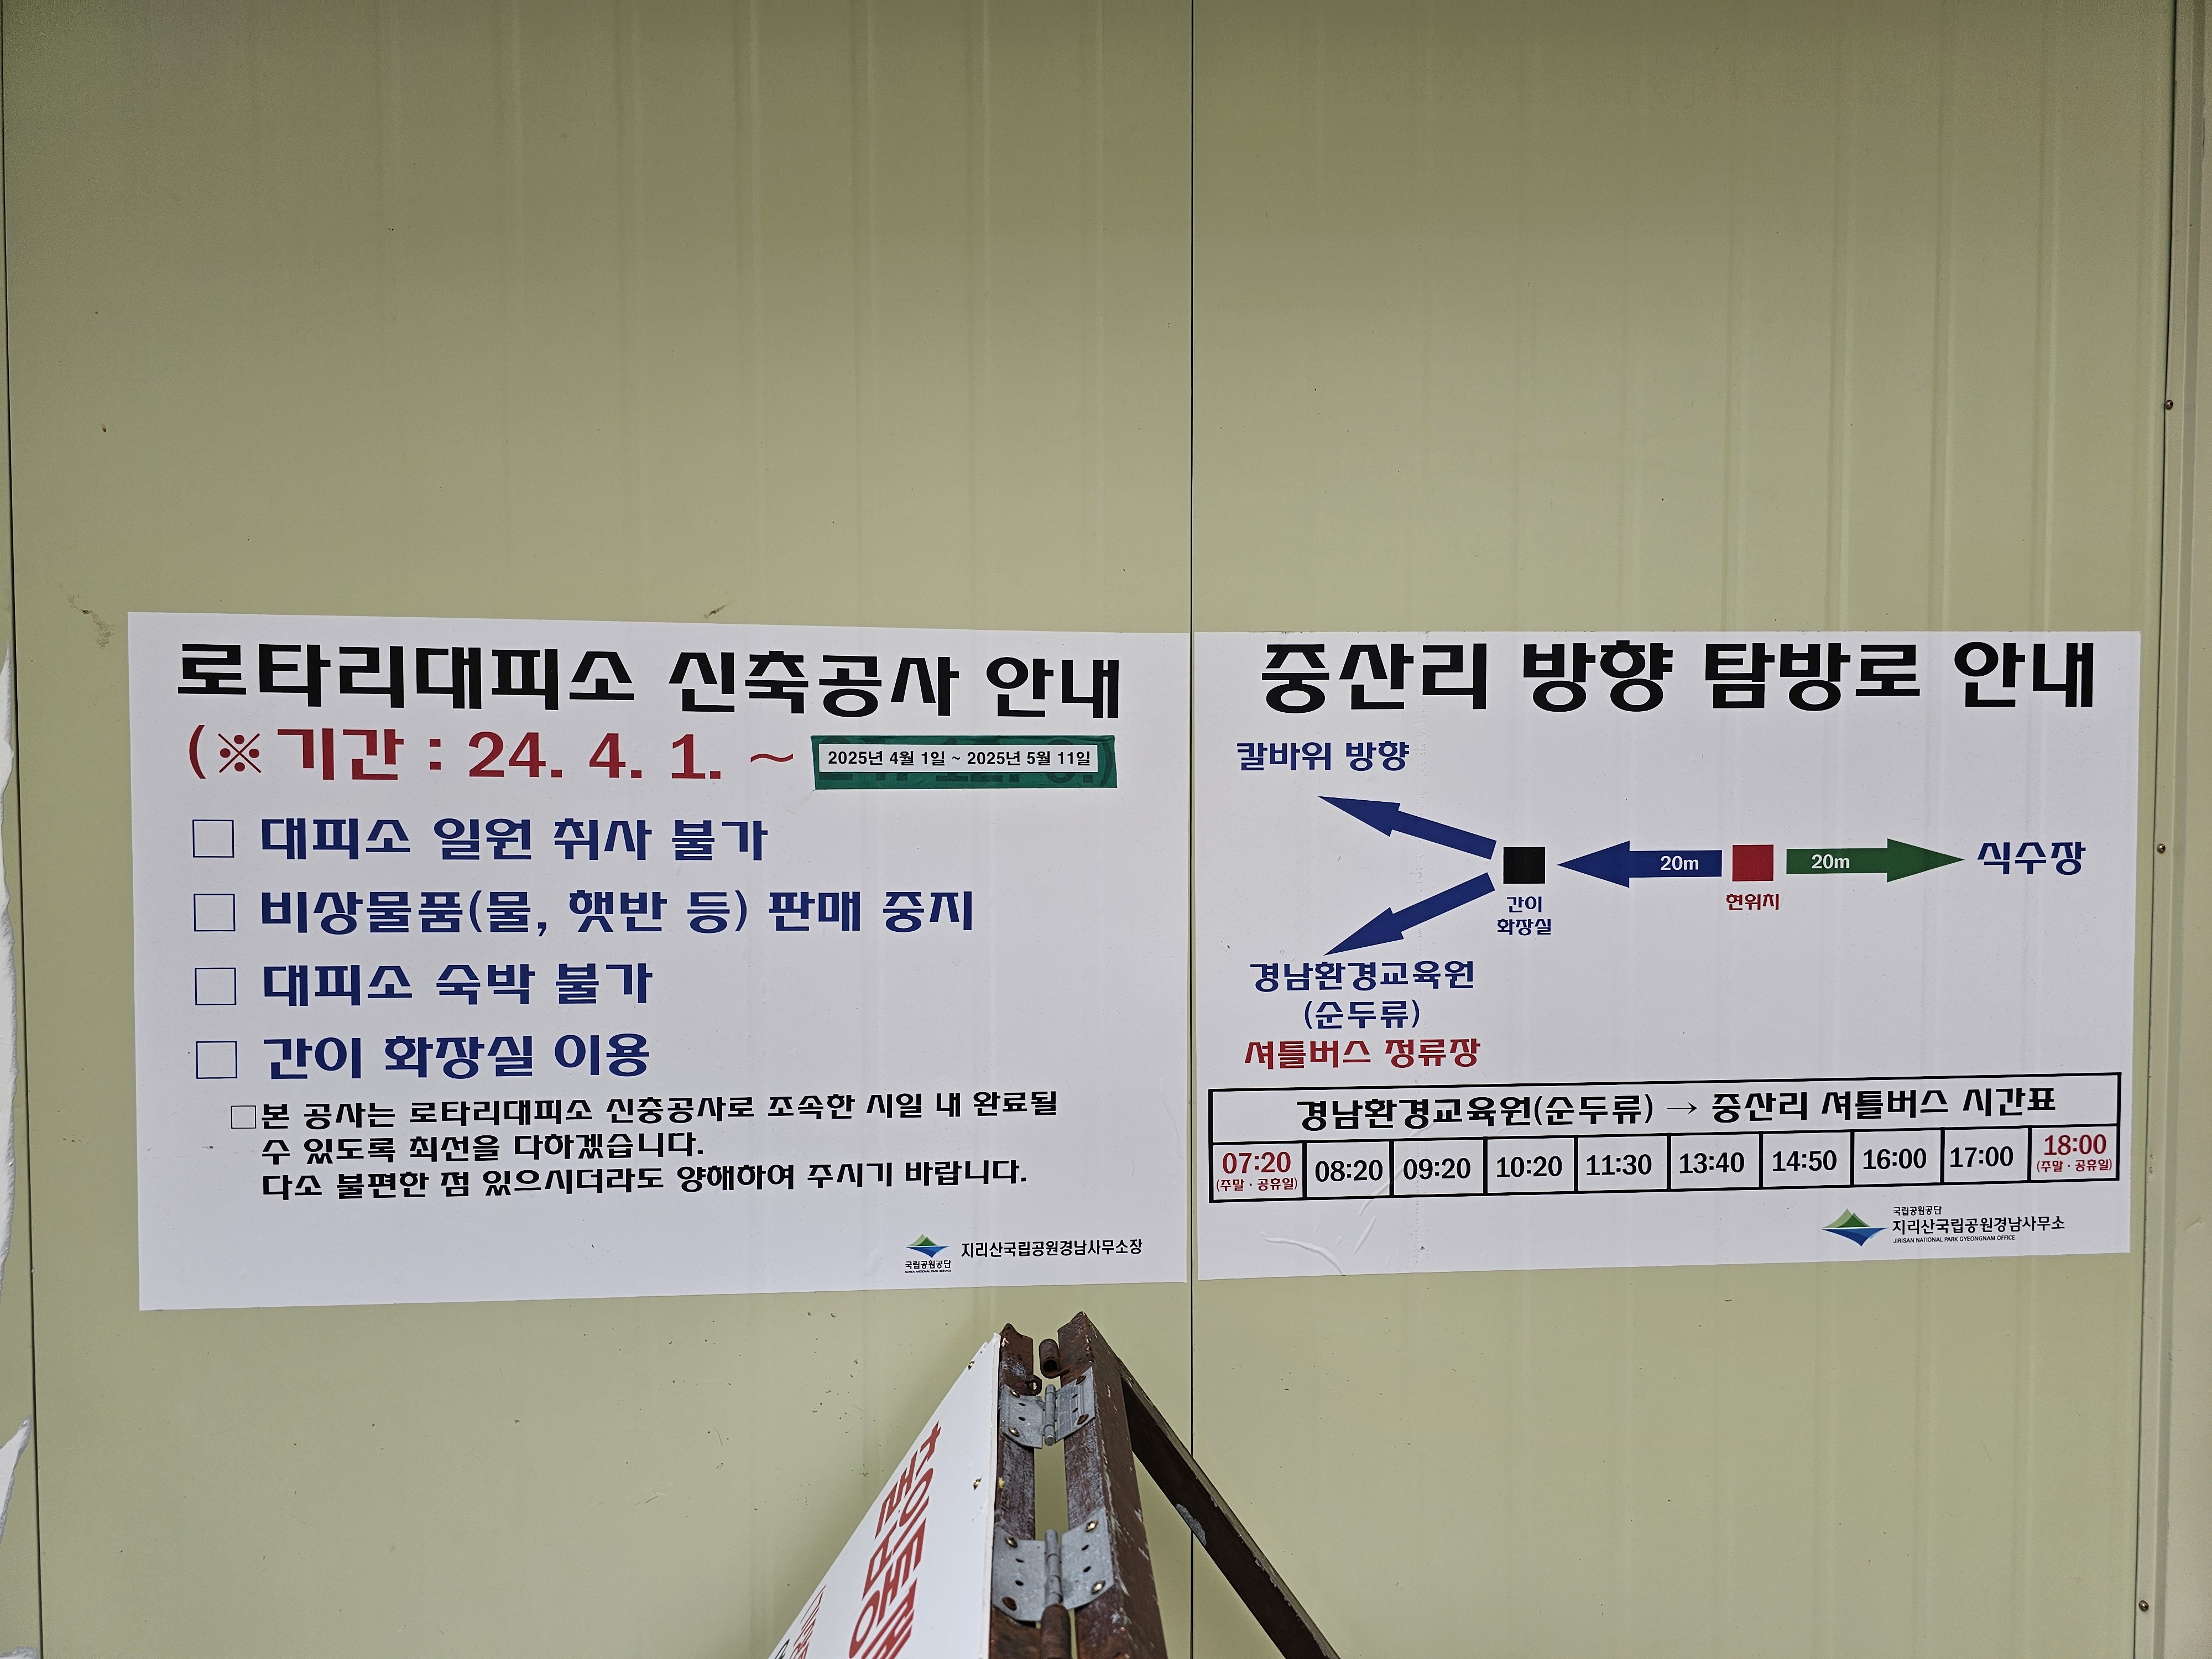 로타리대피소 신축공사 안내
(※기간 : 24. 4. 1. ~ 2025년 4월 1일 ~ 2025년 5월 11일
□ 대피소 일원 취사 불가
□ 비상물품(물, 햇반 등) 판매 중지
□ 대피소 숙박 불가
□ 간이 화장실 이용
□본 공사는 로타리대피소 신충공사로 조속한 시일 내 완료될
수 있도록 최선을 다하겠습니다.
다소 불편한 점 있으시더라도 양해하여 주시기 바랍니다.
국립공원공단
지리산국립공원경남사무소장
중산리 방향 탐방로 안내
칼바위 방향
20m
20m
식수장
간이
화장실
현위치
경남환경교육원
(순두류)
셔틀버스 정류장
경남환경교육원(순두류) → 중산리 셔틀버스 시간표
07:20 08:20 09:20 10:20 11:30 13:40 14:50 16:00 17:00 18:00
(주말 · 공휴일) (주말 · 공휴일)
국립공원공단
지리산국립공원경남사무소
JIRISAN NATIONAL PARK GYEONGNAM OFFICE